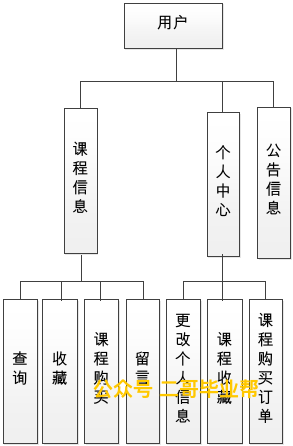 用户
课程信息
个人中心
公告信息
查询
收藏
课程购买
留言
更改个人信息
课程收藏
课程购买订单
公众号 二哥毕业帮